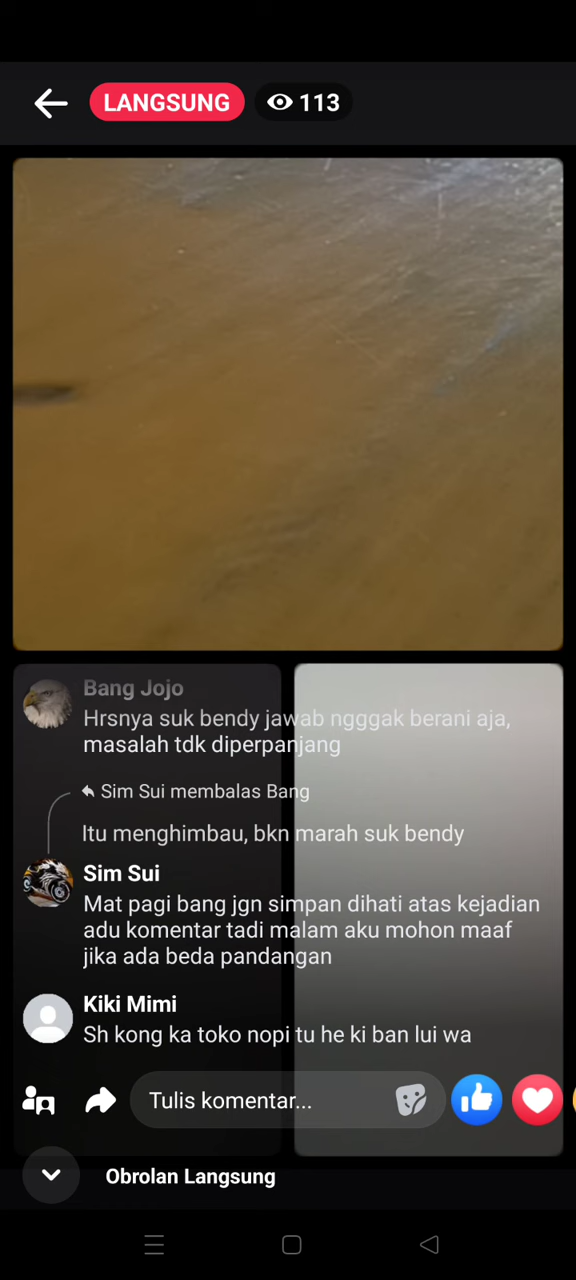 LANGSUNG 113
Bang Jojo
Hrsnya suk bendy jawab ngggak berani aja,
masalah tdk diperpanjang
Sim Sui membalas Bang
Itu menghimbau, bkn marah suk bendy
Sim Sui
Mat pagi bang jgn simpan dihati atas kejadian
adu komentar tadi malam aku mohon maaf
jika ada beda pandangan
Kiki Mimi
Sh kong ka toko nopi tu he ki ban lui wa
Tulis komentar...
Obrolan Langsung